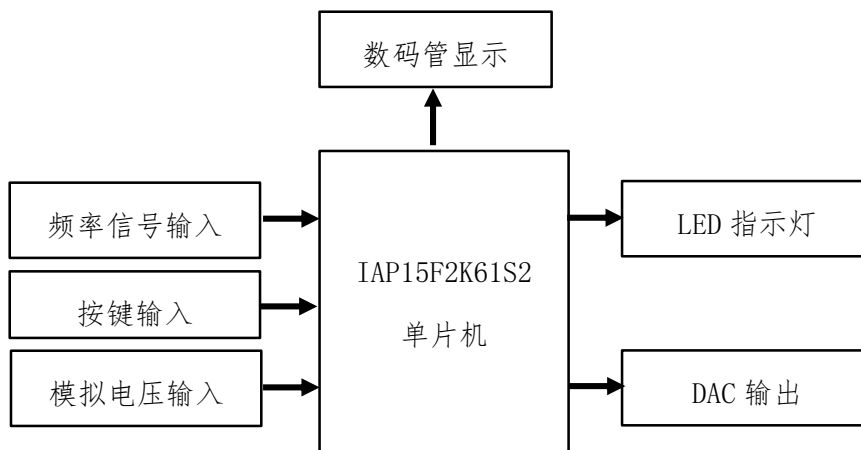 数码管显示
频率信号输入
LED 指示灯
IAP15F2K61S2
按键输入
单片机
模拟电压输入
DAC 输出